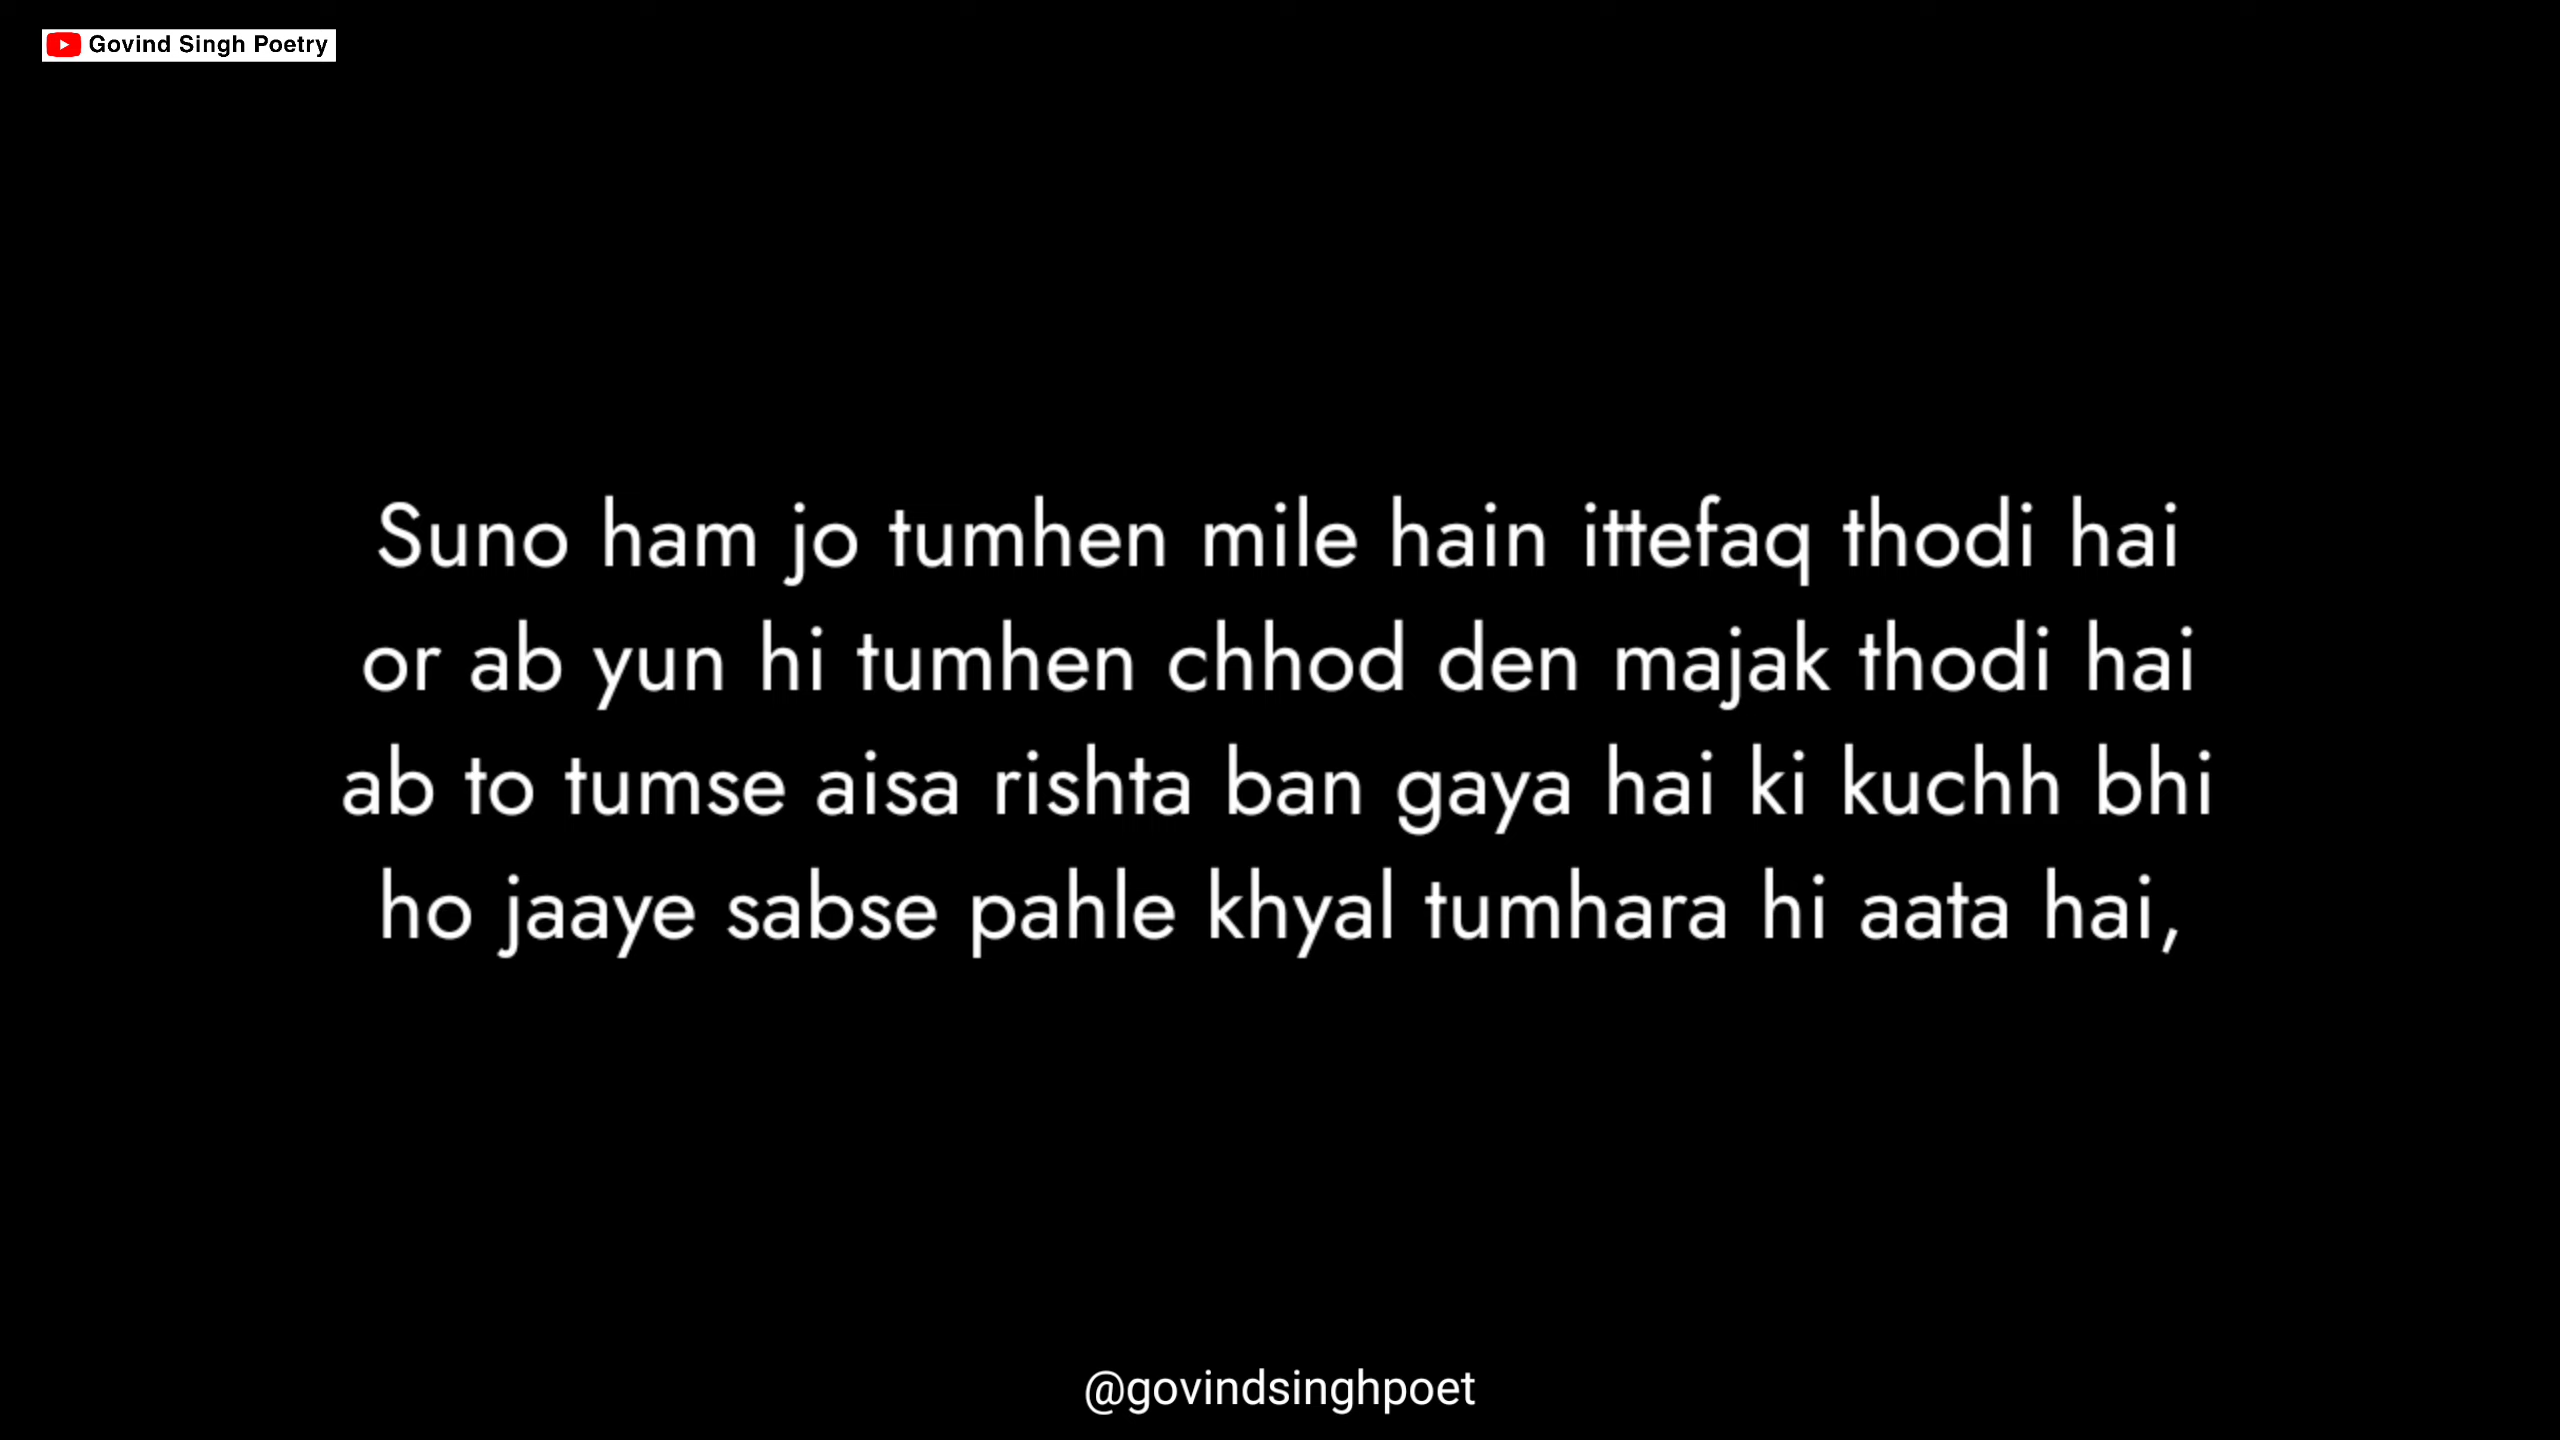 Govind Singh Poetry
Suno ham jo tumhen mile hain ittefaq thodi hai
or ab yun hi tumhen chhod den majak thodi hai
ab to tumse aisa rishta ban gaya hai ki kuchh bhi
ho jaaye sabse pahle khyal tumhara hi aata hai,
@govindsinghpoet